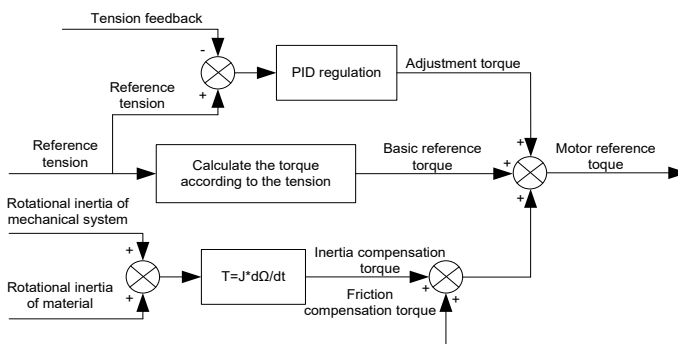 Tension feedback
-
+
PID regulation
Adjustment torque
Reference
tension
+
Reference
tension
Calculate the torque
according to the tension
Basic reference
torque
+
+
Motor reference
toque
Rotational inertia of
mechanical system
+
+
Rotational inertia
of material
T=J*dΩ/dt
Inertia compensation
torque
+
+
Friction
compensation torque